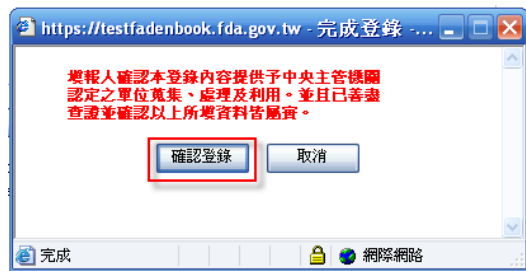 https://testfadenbook.fda.gov.tw - 完成登錄 -...
填報人確認本登錄內容提供予中央主管機關
認定之單位蒐集、處理及利用。並且已善盡
查證並確認以上所填資料皆屬實。
確認登錄 取消
完成 網際網路